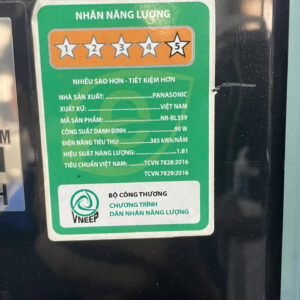 NHÃN NĂNG LƯỢNG
1 2 3 4 5
NHIỀU SAO HƠN - TIẾT KIỆM HƠN
NHÀ SẢN XUẤT: PANASONIC
XUẤT XỨ: VIỆT NAM
MÃ SẢN PHẨM: NR-BL359
CÔNG SUẤT DANH ĐỊNH: 90 W
ĐIỆN NĂNG TIÊU THỤ: 385 kWh/NĂM
HIỆU SUẤT NĂNG LƯỢNG: 1.81
TIÊU CHUẨN VIỆT NAM: TCVN 7828:2016
TCVN 7829:2016
BỘ CÔNG THƯƠNG
CHƯƠNG TRÌNH
DÁN NHÃN NĂNG LƯỢNG
VNEEP